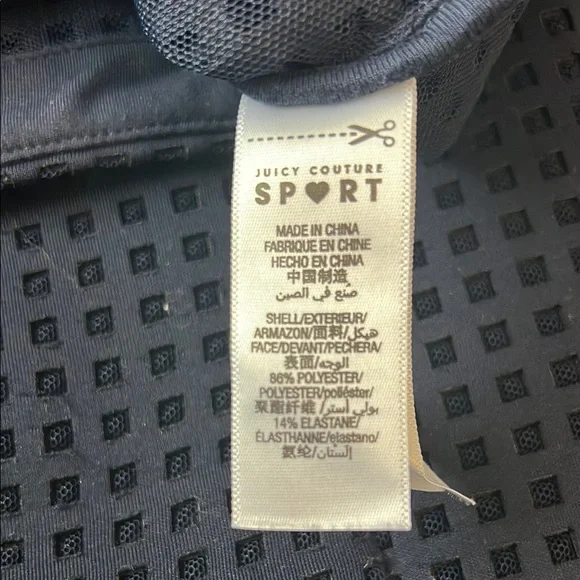 JUICY COUTURE
SP♥RT
MADE IN CHINA
FABRIQUE EN CHINE
HECHO EN CHINA
中国制造
صنع في الصين
SHELL/EXTERIEUR/
ARMAZON/面料/هيكل/
FACE/DEVANT/PECHERA/
表面/الوجه
86% POLYESTER/
POLYESTER/poliéster/
聚酯纤维/بولي أستر
14% ELASTANE/
ÉLASTHANNE/elastano/
氨纶/إلستان